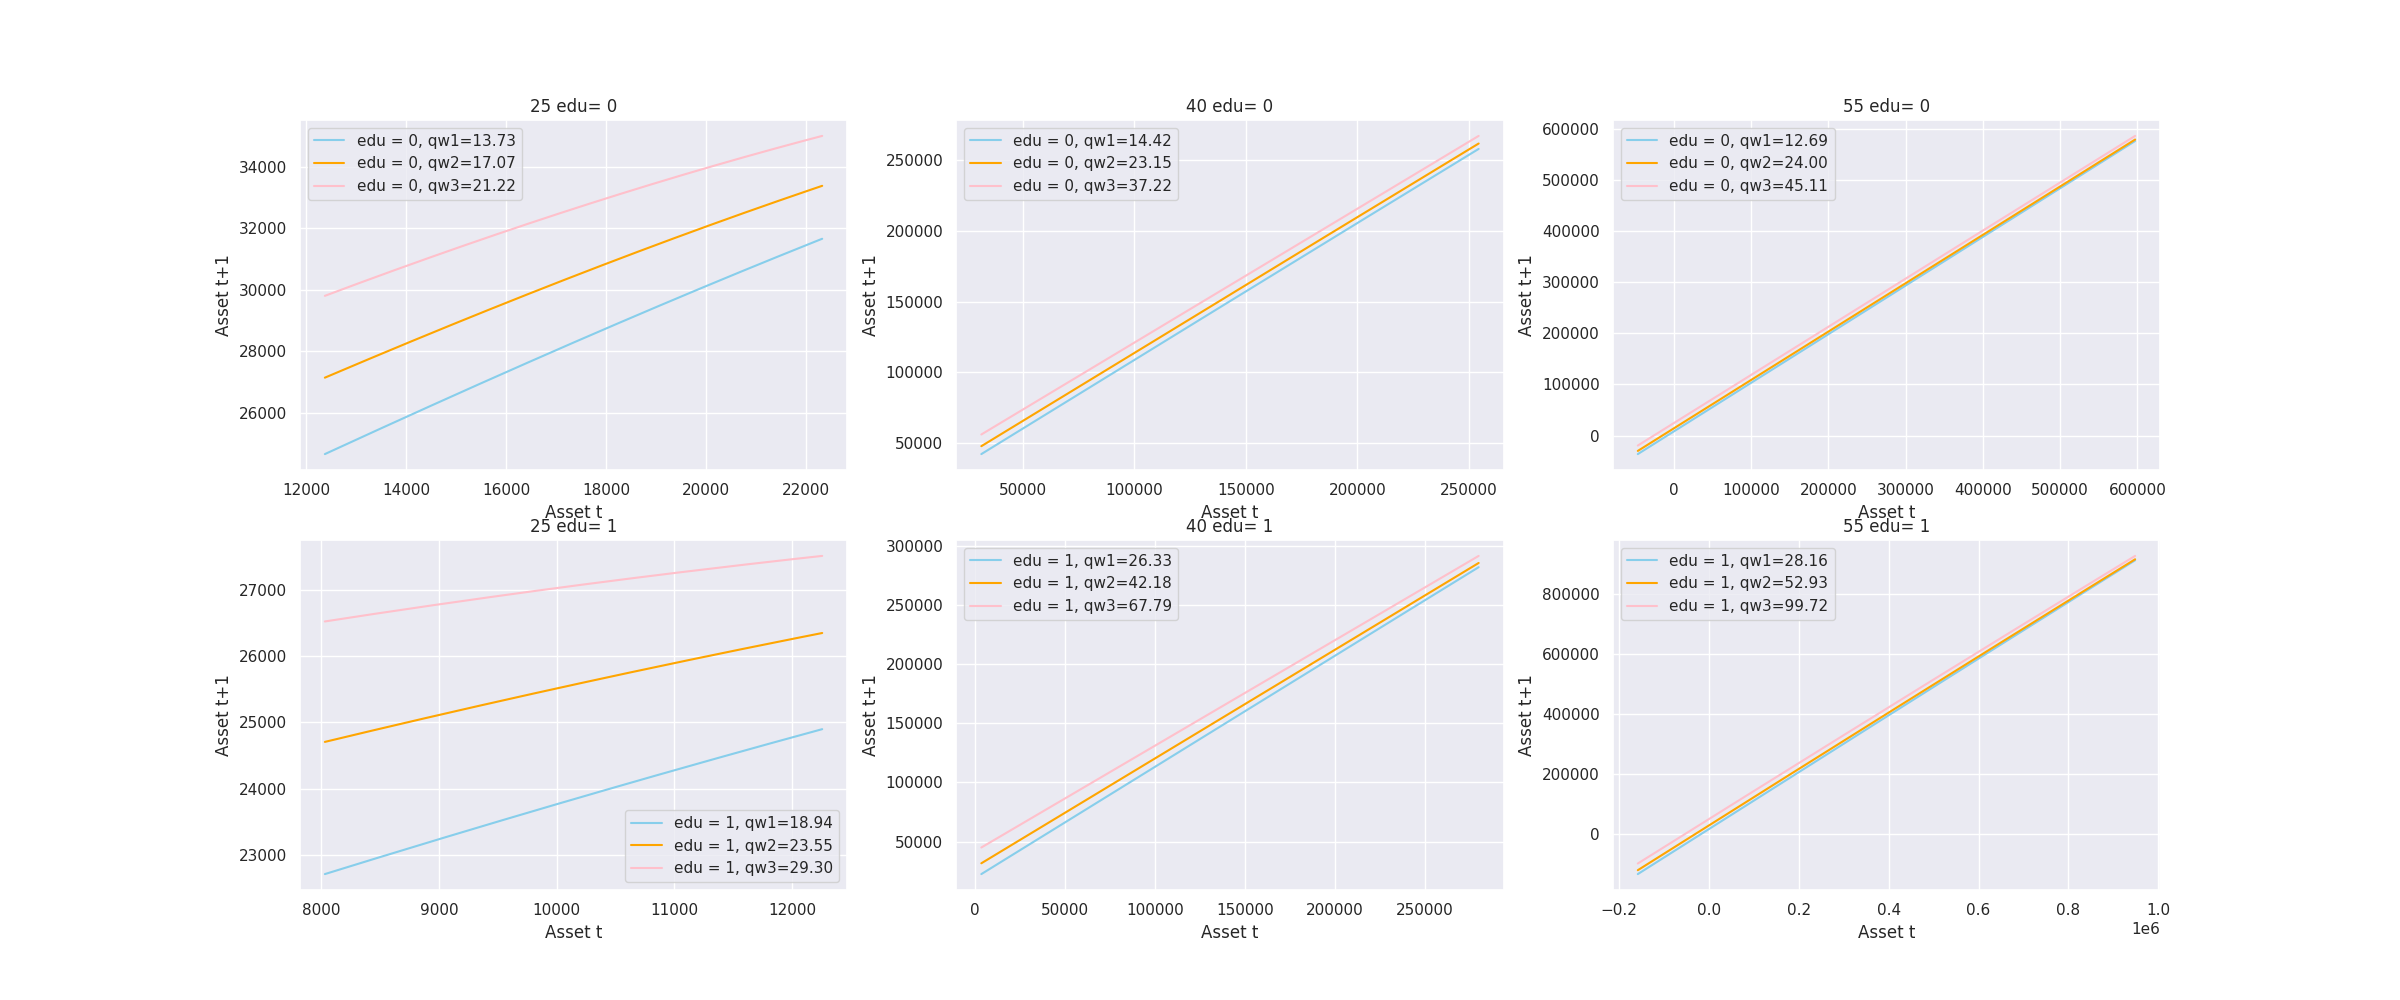 25 edu= 0
edu = 0, qw1=13.73
edu = 0, qw2=17.07
edu = 0, qw3=21.22
Asset t+1
34000
32000
30000
28000
26000
12000 14000 16000 18000 20000 22000
Asset t
40 edu= 0
edu = 0, qw1=14.42
edu = 0, qw2=23.15
edu = 0, qw3=37.22
Asset t+1
250000
200000
150000
100000
50000
50000 100000 150000 200000 250000
Asset t
55 edu= 0
edu = 0, qw1=12.69
edu = 0, qw2=24.00
edu = 0, qw3=45.11
Asset t+1
600000
500000
400000
300000
200000
100000
0
0 100000 200000 300000 400000 500000 600000
Asset t
25 edu= 1
edu = 1, qw1=18.94
edu = 1, qw2=23.55
edu = 1, qw3=29.30
Asset t+1
27000
26000
25000
24000
23000
8000 9000 10000 11000 12000
Asset t
40 edu= 1
edu = 1, qw1=26.33
edu = 1, qw2=42.18
edu = 1, qw3=67.79
Asset t+1
300000
250000
200000
150000
100000
50000
0 50000 100000 150000 200000 250000
Asset t
55 edu= 1
edu = 1, qw1=28.16
edu = 1, qw2=52.93
edu = 1, qw3=99.72
Asset t+1
800000
600000
400000
200000
0
−0.2 0.0 0.2 0.4 0.6 0.8 1.0
1e6
Asset t